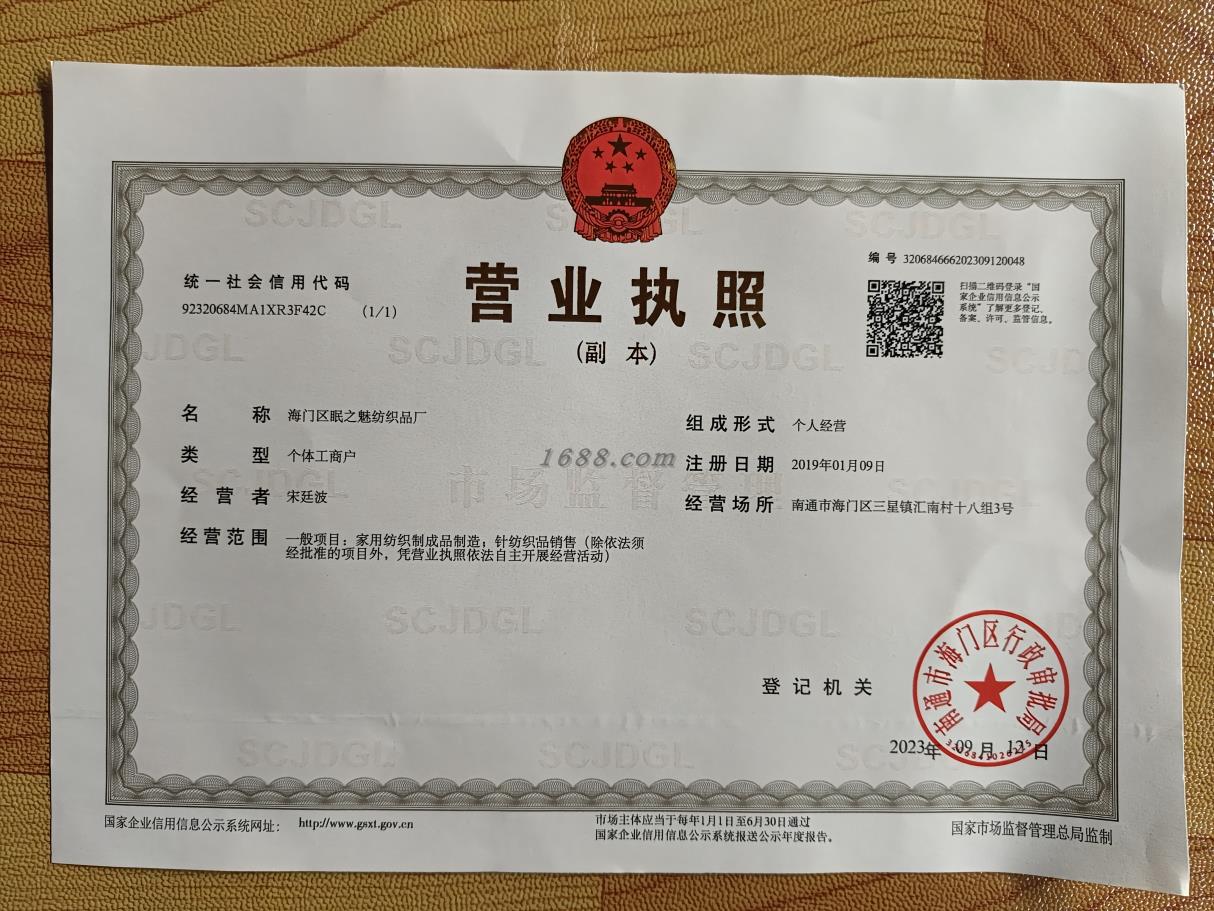 编号 320684666202309120048
统一社会信用代码
92320684MA1XR3F42C (1/1)
营业执照
(副 本)
扫描二维码登录“国
家企业信用信息公示
系统”了解更多登记、
备案、许可、监管信息。
名称 海门区眠之魅纺织品厂
类型 个体工商户
经营者 宋廷波
经营范围 一般项目：家用纺织制成品制造；针纺织品销售（除依法须
经批准的项目外，凭营业执照依法自主开展经营活动）
组成形式 个人经营
注册日期 2019年01月09日
经营场所 南通市海门区三星镇汇南村十八组3号
1688.com
市场监督管理
SCJDGL
登记机关
南通市海门区行政审批局
2023年 09月 12日
国家企业信用信息公示系统网址： http://www.gsxt.gov.cn
市场主体应当于每年1月1日至6月30日通过
国家企业信用信息公示系统报送公示年度报告。
国家市场监督管理总局监制